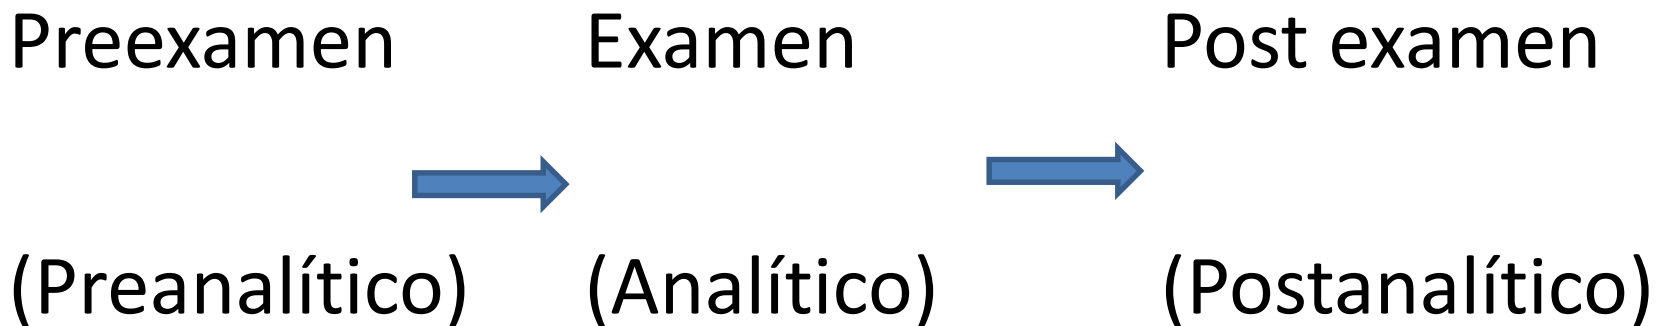 Preexamen Examen Post examen
(Preanalítico) (Analítico) (Postanalítico)